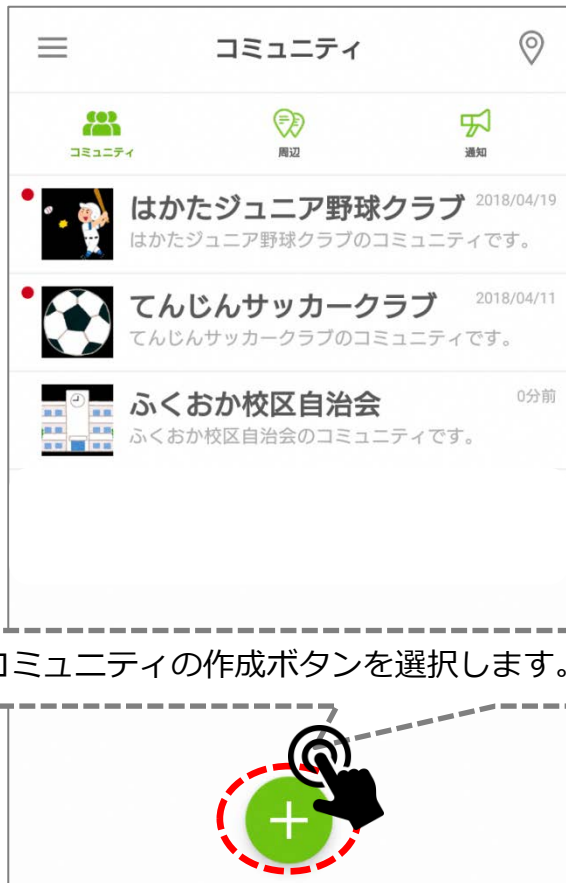 コミュニティ
コミュニティ
周辺
通知
はかたジュニア野球クラブ 2018/04/19
はかたジュニア野球クラブのコミュニティです。
てんじんサッカークラブ 2018/04/11
てんじんサッカークラブのコミュニティです。
ふくおか校区自治会 0分前
ふくおか校区自治会のコミュニティです。
コミュニティの作成ボタンを選択します。